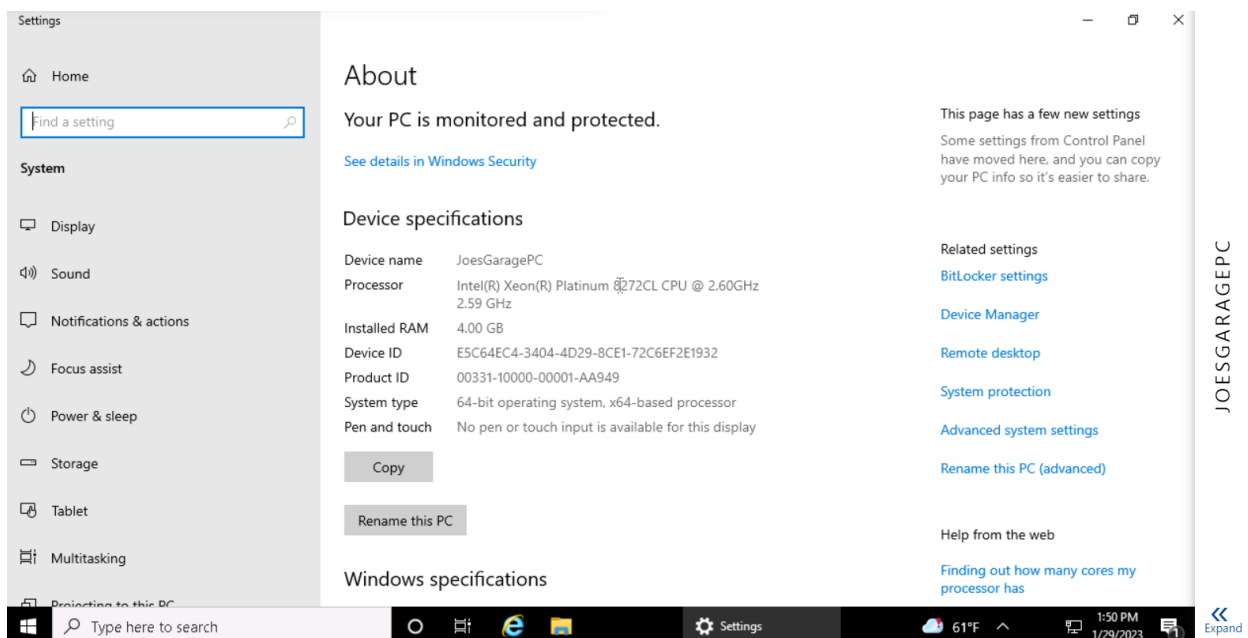 Settings
Home
Find a setting
System
Display
Sound
Notifications & actions
Focus assist
Power & sleep
Storage
Tablet
Multitasking
Projecting to this PC
About
Your PC is monitored and protected.
See details in Windows Security
Device specifications
Device name JoesGaragePC
Processor Intel(R) Xeon(R) Platinum 8272CL CPU @ 2.60GHz
2.59 GHz
Installed RAM 4.00 GB
Device ID E5C64EC4-3404-4D29-8CE1-72C6EF2E1932
Product ID 00331-10000-00001-AA949
System type 64-bit operating system, x64-based processor
Pen and touch No pen or touch input is available for this display
Copy
Rename this PC
Windows specifications
This page has a few new settings
Some settings from Control Panel
have moved here, and you can copy
your PC info so it's easier to share.
Related settings
BitLocker settings
Device Manager
Remote desktop
System protection
Advanced system settings
Rename this PC (advanced)
Help from the web
Finding out how many cores my
processor has
JOESGARAGEPC
Expand
Type here to search
Settings
61°F
1:50 PM
1/29/2023
1